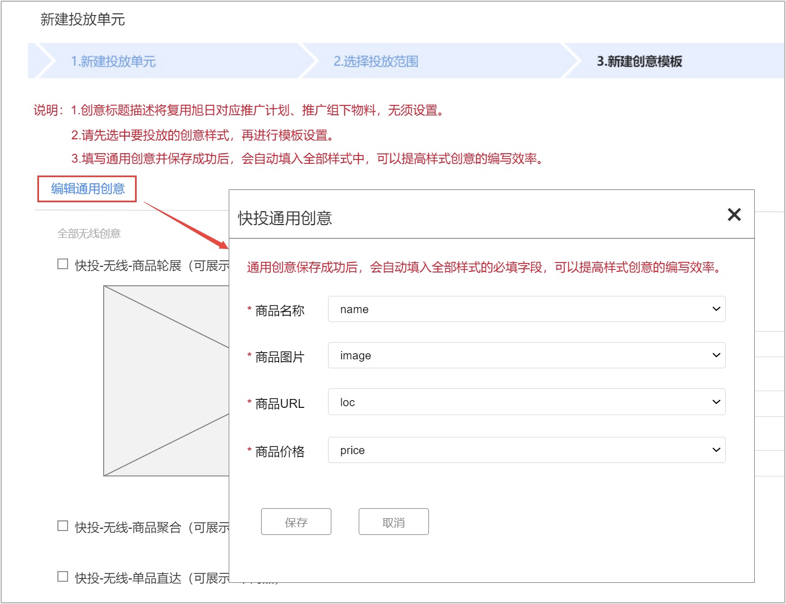 新建投放单元
1.新建投放单元
2.选择投放范围
3.新建创意模板
说明：1.创意标题描述将复用旭日对应推广计划、推广组下物料，无须设置。
2.请先选中要投放的创意样式，再进行模板设置。
3.填写通用创意并保存成功后，会自动填入全部样式中，可以提高样式创意的编写效率。
编辑通用创意
全部无线创意
快投-无线-商品轮展（可展示
快投通用创意
通用创意保存成功后，会自动填入全部样式的必填字段，可以提高样式创意的编写效率。
* 商品名称 name
* 商品图片 image
* 商品URL loc
* 商品价格 price
保存 取消
快投-无线-商品聚合（可展示
快投-无线-单品直达（可展示